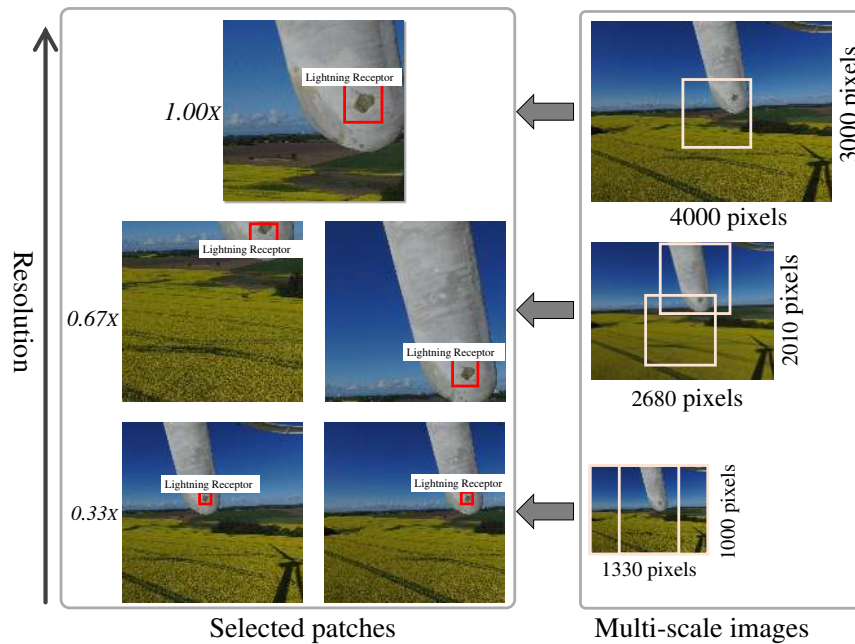 1.00X
Lightning Receptor
3000 pixels
4000 pixels
Resolution
0.67X
Lightning Receptor
Lightning Receptor
2010 pixels
2680 pixels
0.33X
Lightning Receptor
Lightning Receptor
1000 pixels
1330 pixels
Selected patches
Multi-scale images